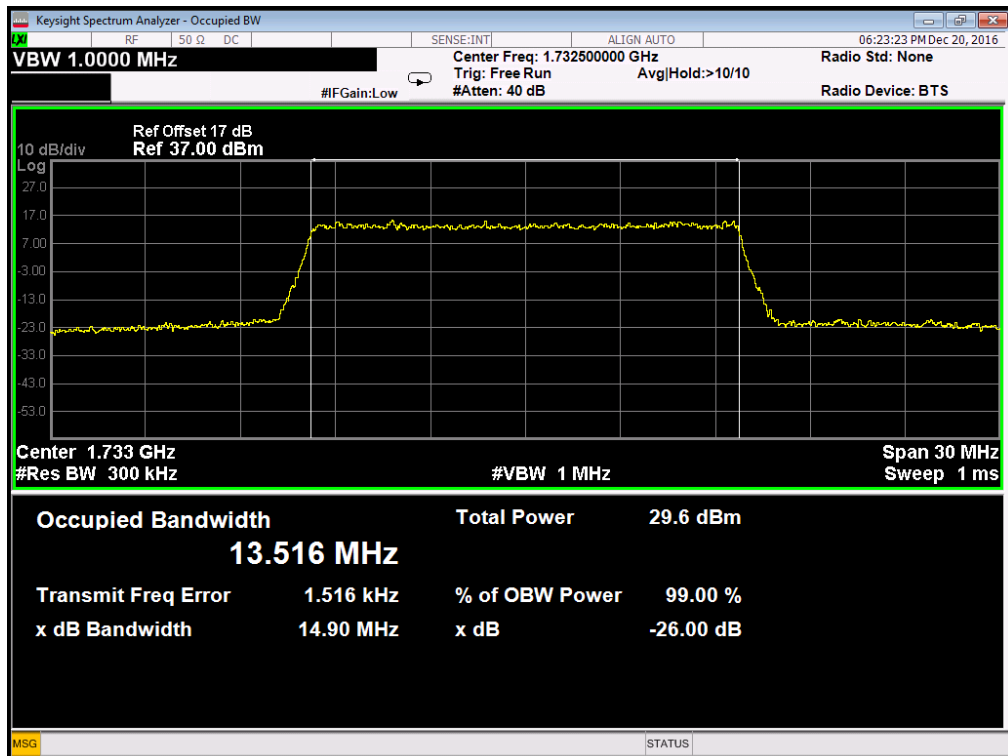 Keysight Spectrum Analyzer - Occupied BW
LXI RF 50 Ω DC SENSE:INT ALIGN AUTO 06:23:23 PM Dec 20, 2016
VBW 1.0000 MHz
Center Freq: 1.732500000 GHz
Radio Std: None
Trig: Free Run Avg|Hold:>10/10
#IFGain:Low
#Atten: 40 dB
Radio Device: BTS
Ref Offset 17 dB
10 dB/div Ref 37.00 dBm
Log
27.0
17.0
7.00
-3.00
-13.0
-23.0
-33.0
-43.0
-53.0
Center 1.733 GHz Span 30 MHz
#Res BW 300 kHz #VBW 1 MHz Sweep 1 ms
Occupied Bandwidth Total Power 29.6 dBm
13.516 MHz
Transmit Freq Error 1.516 kHz % of OBW Power 99.00 %
x dB Bandwidth 14.90 MHz x dB -26.00 dB
MSG STATUS